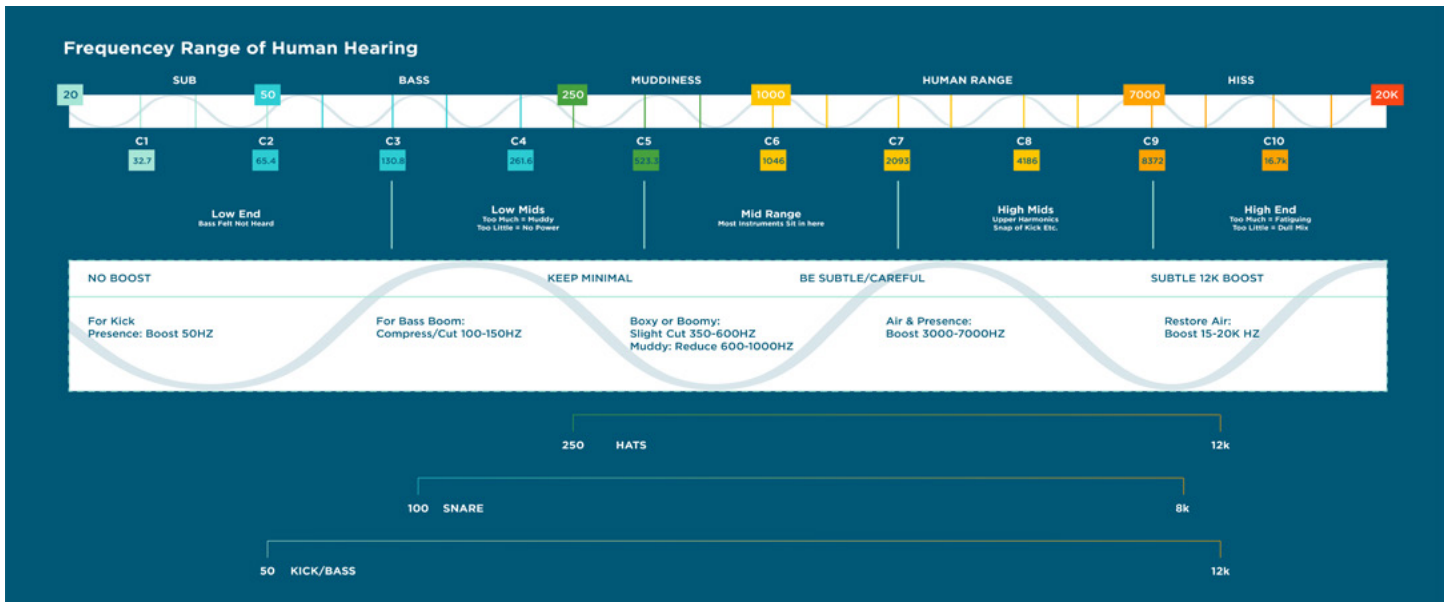 Frequencey Range of Human Hearing
SUB BASS MUDDINESS HUMAN RANGE HISS
20 50 250 1000 7000 20K
C1 C2 C3 C4 C5 C6 C7 C8 C9 C10
32.7 65.4 130.8 261.6 523.3 1046 2093 4186 8372 16.7k
Low End
Bass Felt Not Heard
Low Mids
Too Much = Muddy
Too Little = No Power
Mid Range
Most Instruments Sit in here
High Mids
Upper Harmonics
Snap of Kick Etc.
High End
Too Much = Fatiguing
Too Little = Dull Mix
NO BOOST KEEP MINIMAL BE SUBTLE/CAREFUL SUBTLE 12K BOOST
For Kick
Presence: Boost 50HZ
For Bass Boom:
Compress/Cut 100-150HZ
Boxy or Boomy:
Slight Cut 350-600HZ
Muddy: Reduce 600-1000HZ
Air & Presence:
Boost 3000-7000HZ
Restore Air:
Boost 15-20K HZ
250 HATS 12k
100 SNARE 8k
50 KICK/BASS 12k